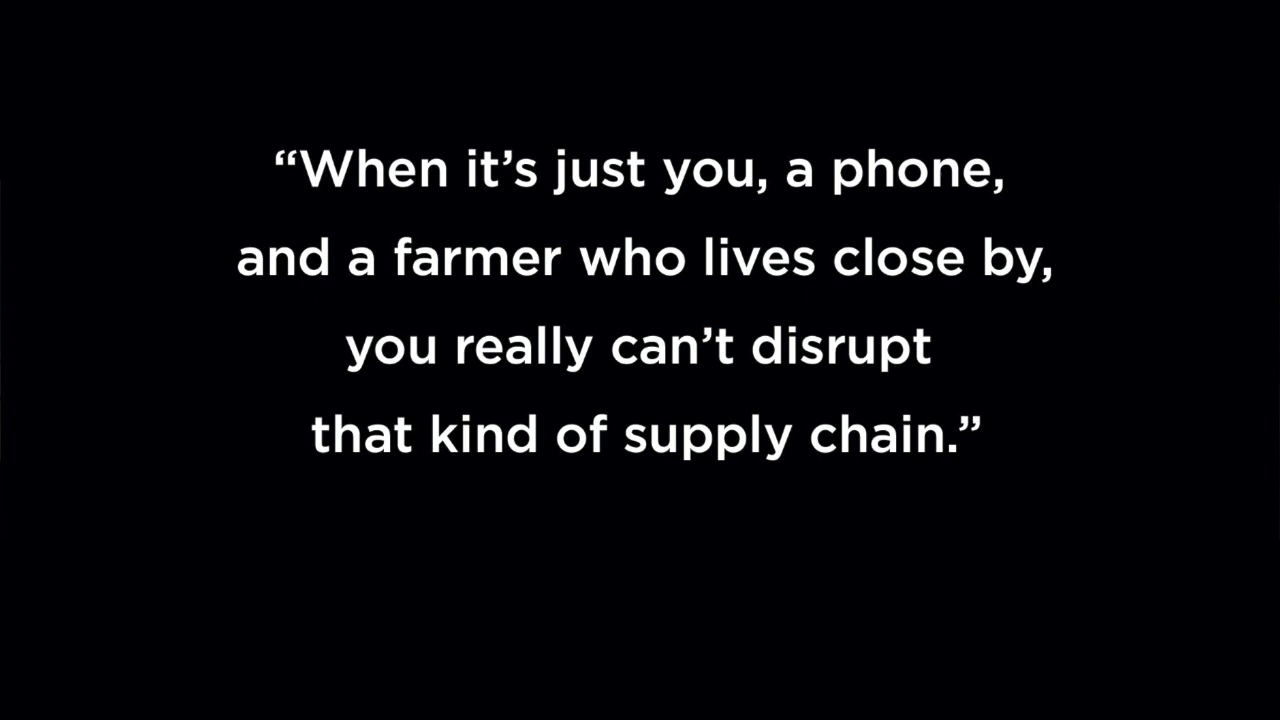 “When it’s just you, a phone,
and a farmer who lives close by,
you really can’t disrupt
that kind of supply chain.”